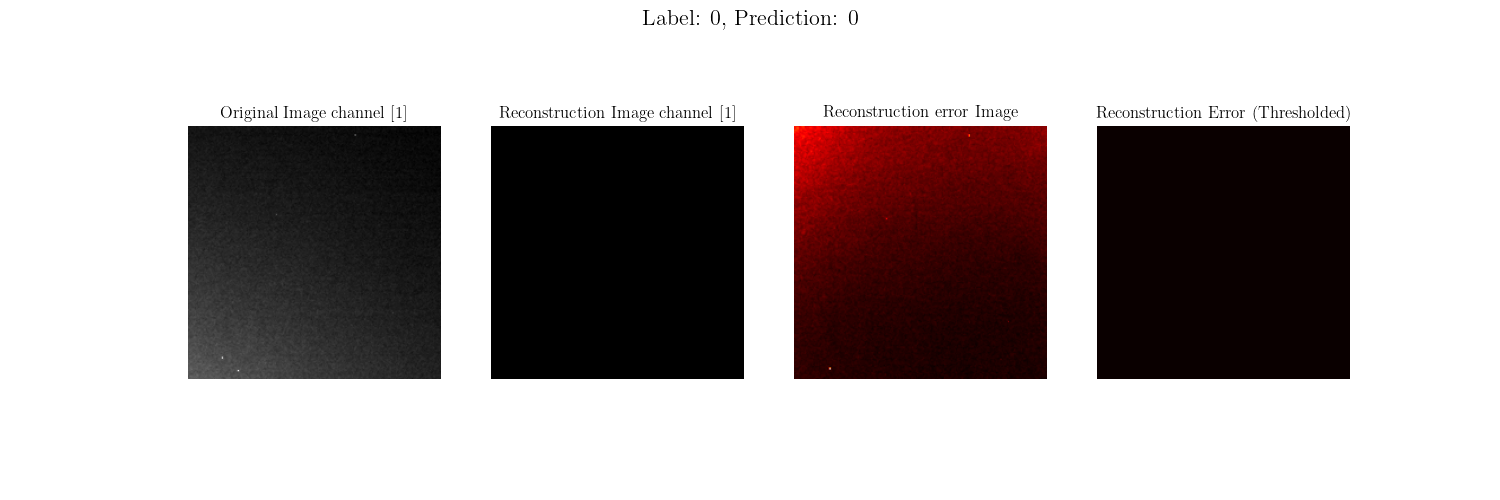 Label: 0, Prediction: 0
Original Image channel [1]
Reconstruction Image channel [1]
Reconstruction error Image
Reconstruction Error (Thresholded)